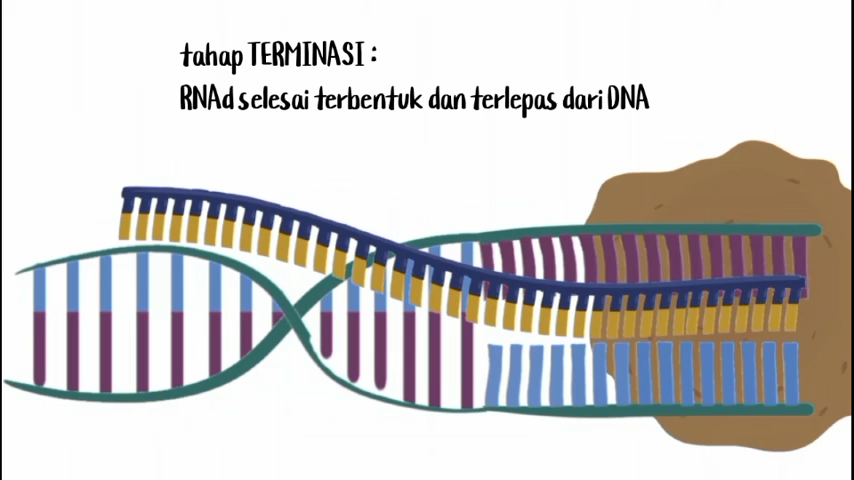 tahap TERMINASI :
RNAd selesai terbentuk dan terlepas dari DNA